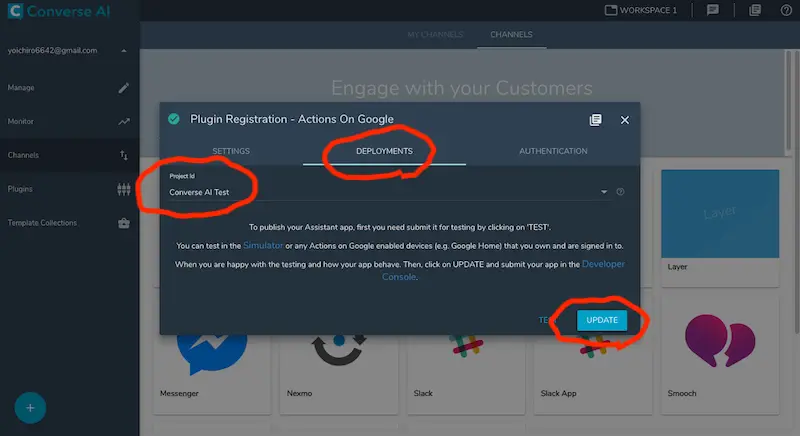 Converse AI
WORKSPACE 1
yoichiro6642@gmail.com
MY CHANNELS
CHANNELS
Manage
Monitor
Channels
Plugins
Template Collections
Engage with your Customers
Plugin Registration - Actions On Google
SETTINGS
DEPLOYMENTS
AUTHENTICATION
Project Id
Converse AI Test
To publish your Assistant app, first you need submit it for testing by clicking on 'TEST'.
You can test in the Simulator or any Actions on Google enabled devices (e.g. Google Home) that you own and are signed in to.
When you are happy with the testing and how your app behave. Then, click on UPDATE and submit your app in the Developer
Console.
UPDATE
Layer
Layer
Messenger
Nexmo
Slack
Slack App
Smooch